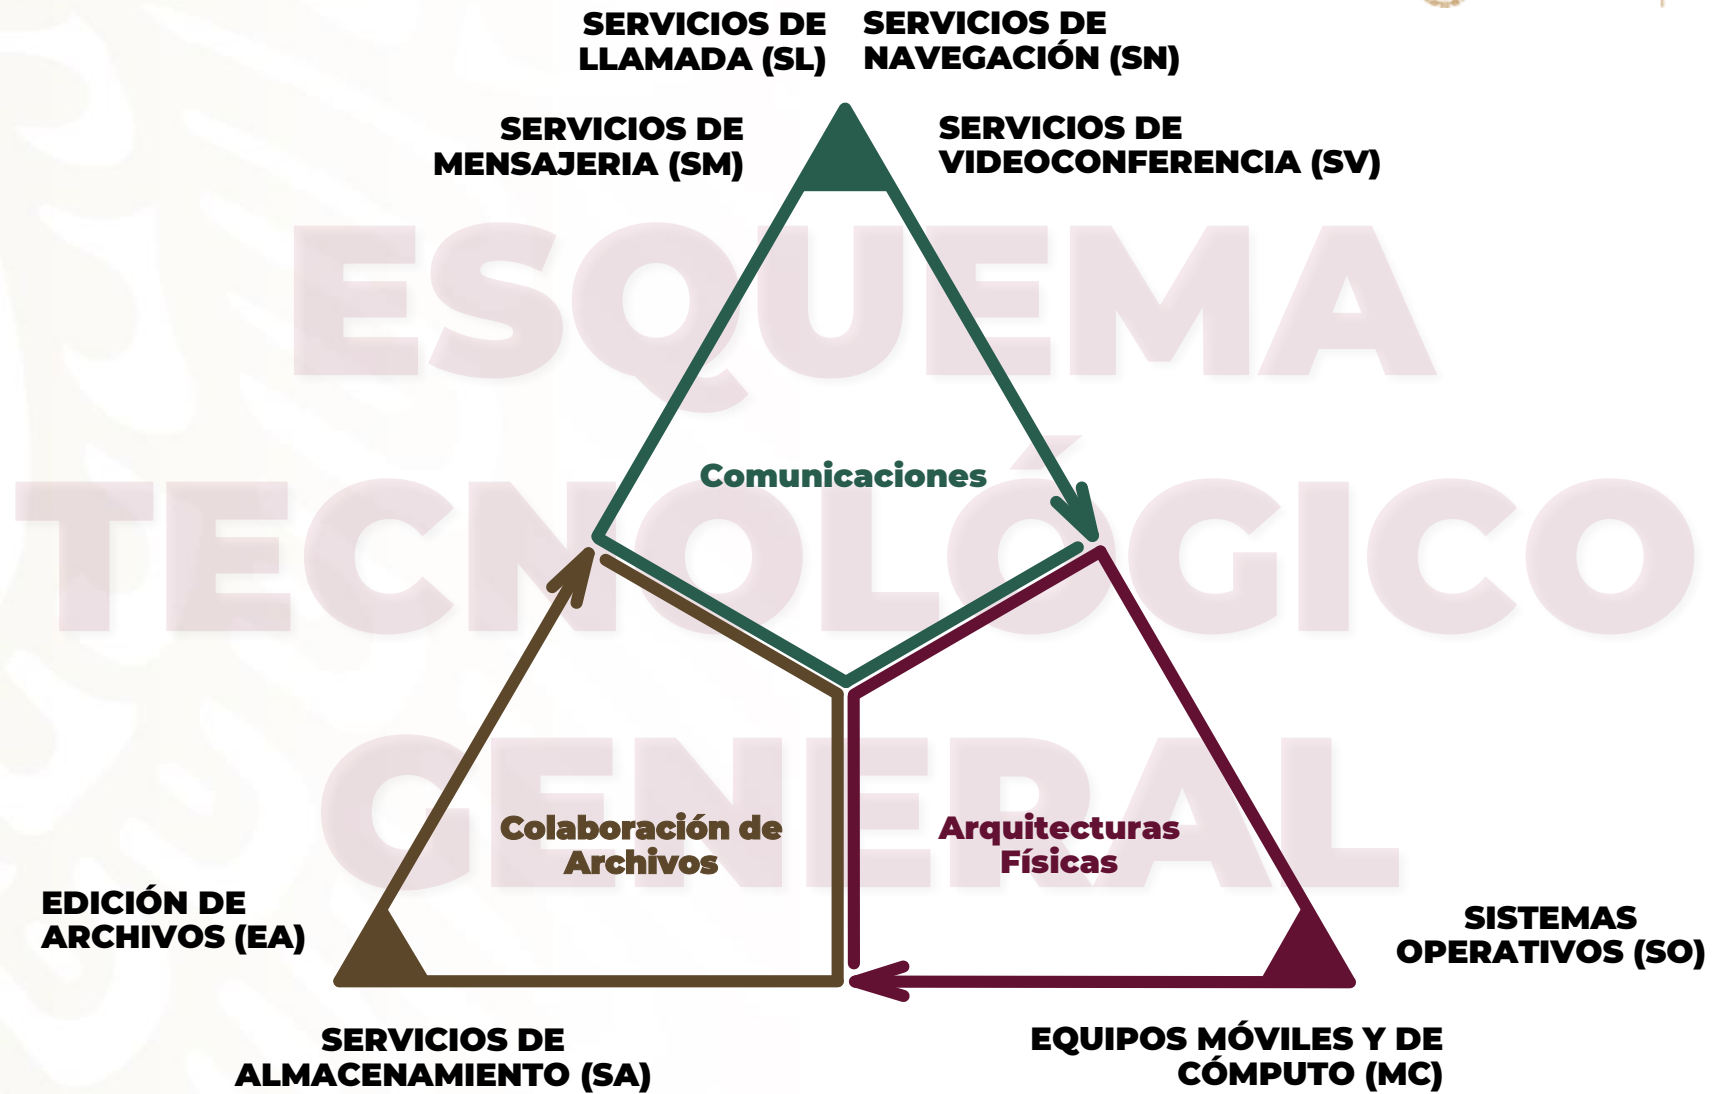 SERVICIOS DE
LLAMADA (SL)
SERVICIOS DE
NAVEGACIÓN (SN)
SERVICIOS DE
MENSAJERIA (SM)
SERVICIOS DE
VIDEOCONFERENCIA (SV)
ESQUEMA
TECNOLÓGICO
GENERAL
Comunicaciones
Colaboración de
Archivos
Arquitecturas
Físicas
EDICIÓN DE
ARCHIVOS (EA)
SISTEMAS
OPERATIVOS (SO)
SERVICIOS DE
ALMACENAMIENTO (SA)
EQUIPOS MÓVILES Y DE
CÓMPUTO (MC)